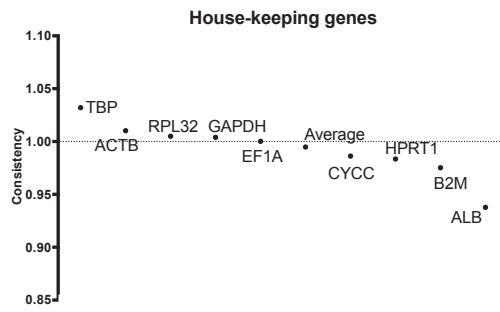 House-keeping genes
1.10
1.05
1.00
0.95
0.90
0.85
Consistency
TBP
ACTB
RPL32
GAPDH
EF1A
Average
CYCC
HPRT1
B2M
ALB